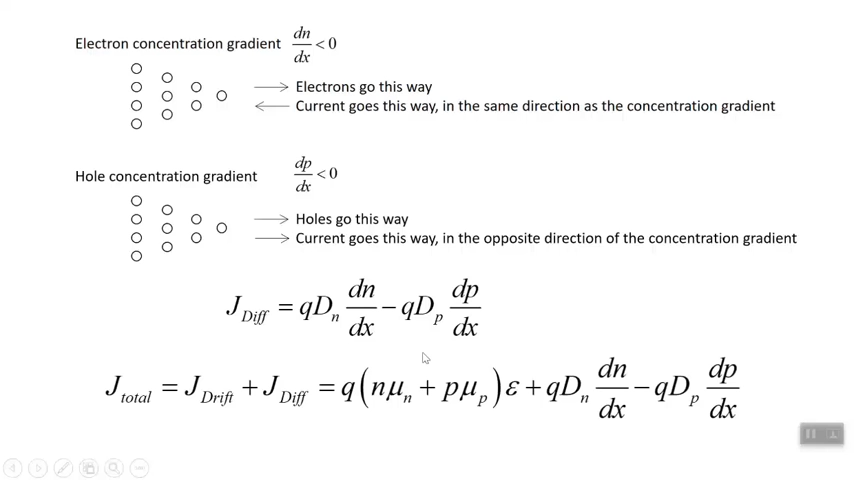 Electron concentration gradient dn/dx < 0
Electrons go this way
Current goes this way, in the same direction as the concentration gradient
Hole concentration gradient dp/dx < 0
Holes go this way
Current goes this way, in the opposite direction of the concentration gradient
J_Diff = qD_n dn/dx − qD_p dp/dx
J_total = J_Drift + J_Diff = q(nμ_n + pμ_p)ε + qD_n dn/dx − qD_p dp/dx